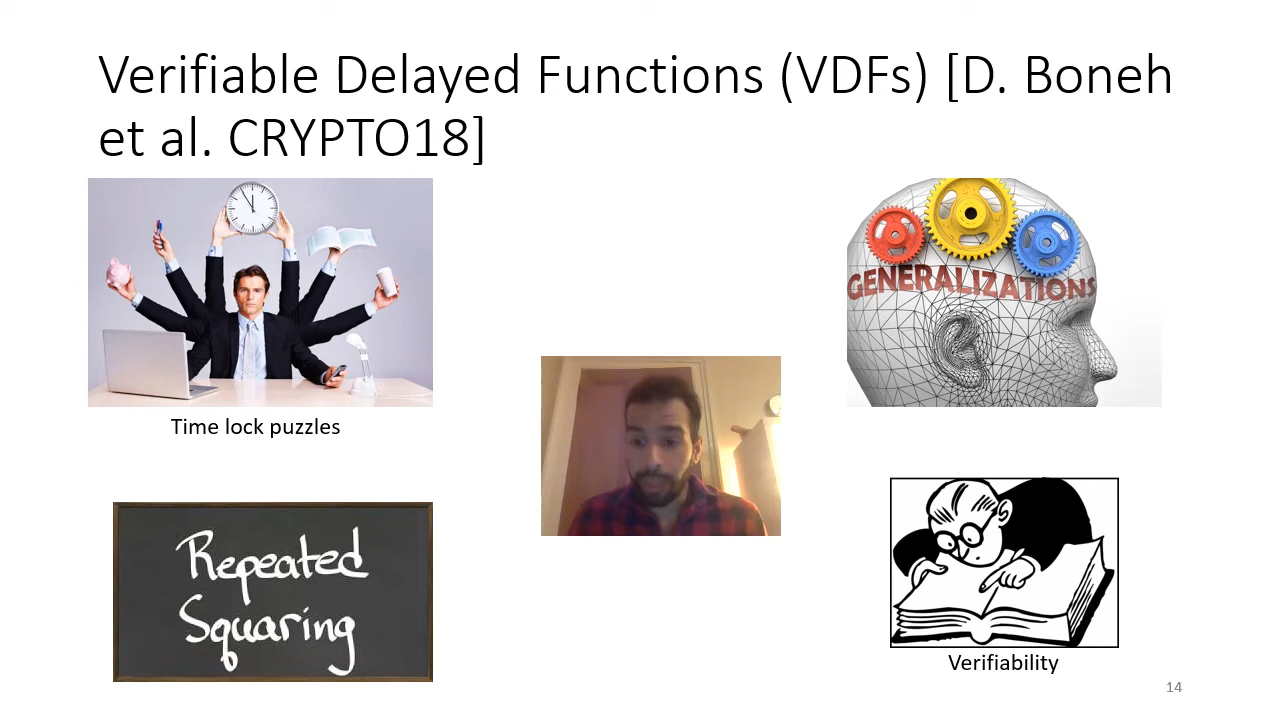 Verifiable Delayed Functions (VDFs) [D. Boneh
et al. CRYPTO18]
GENERALIZATIONS
Time lock puzzles
Repeated
Squaring
Verifiability
14